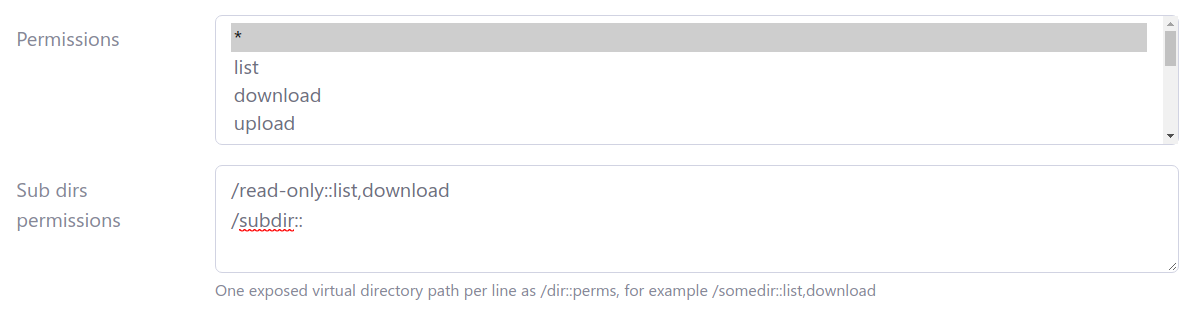 Permissions
*
list
download
upload
Sub dirs
permissions
/read-only::list,download
/subdir::
One exposed virtual directory path per line as /dir::perms, for example /somedir::list,download